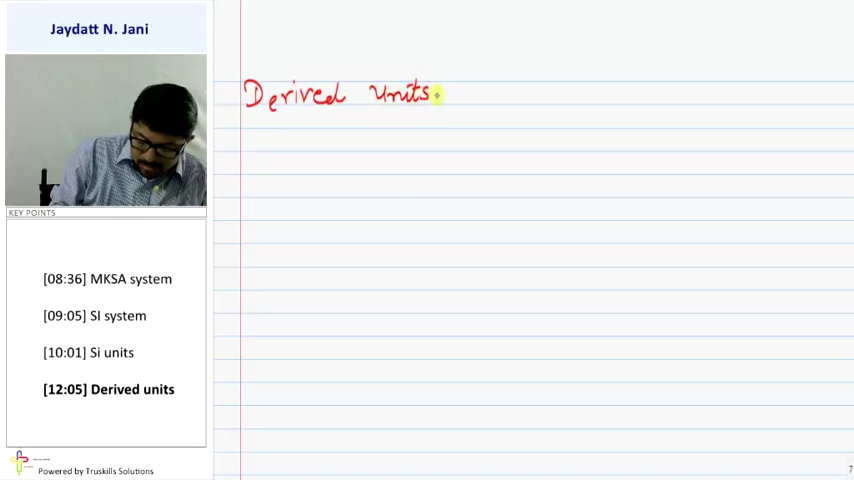 Jaydatt N. Jani
Derived Units
KEY POINTS
[08:36] MKSA system
[09:05] SI system
[10:01] Si units
[12:05] Derived units
Powered by Truskills Solutions
7